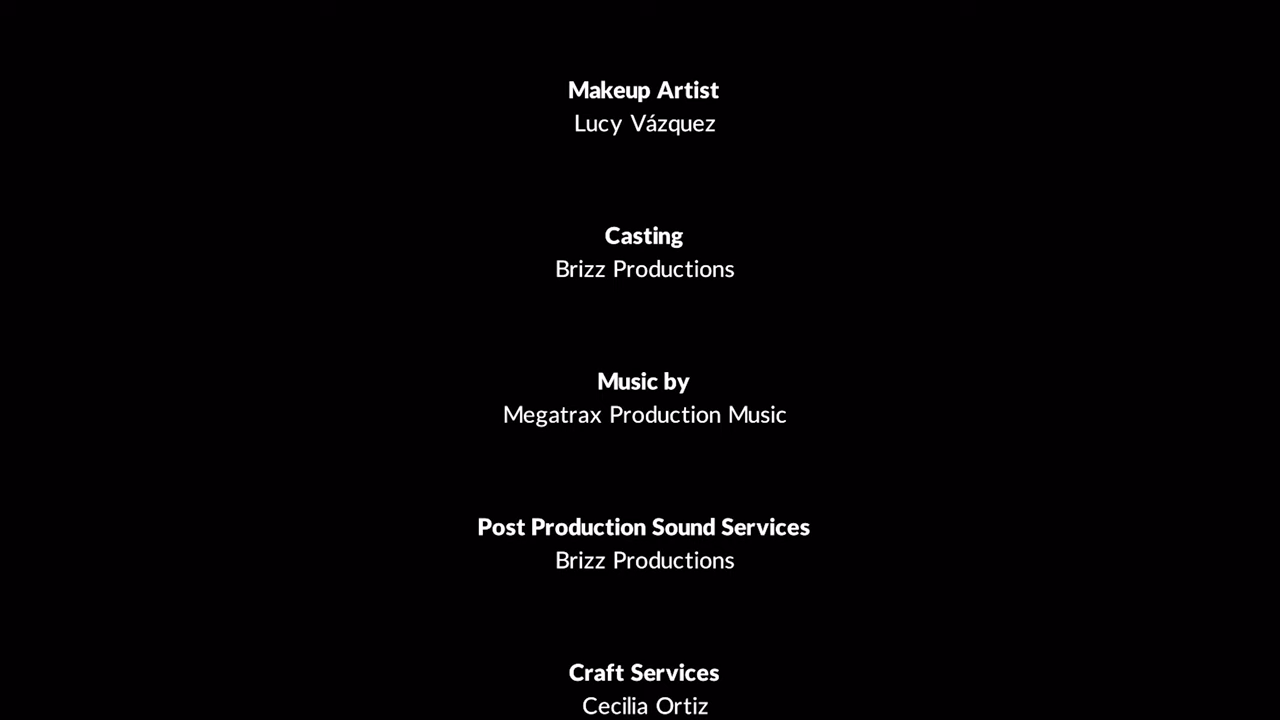 Makeup Artist
Lucy Vázquez
Casting
Brizz Productions
Music by
Megatrax Production Music
Post Production Sound Services
Brizz Productions
Craft Services
Cecilia Ortiz